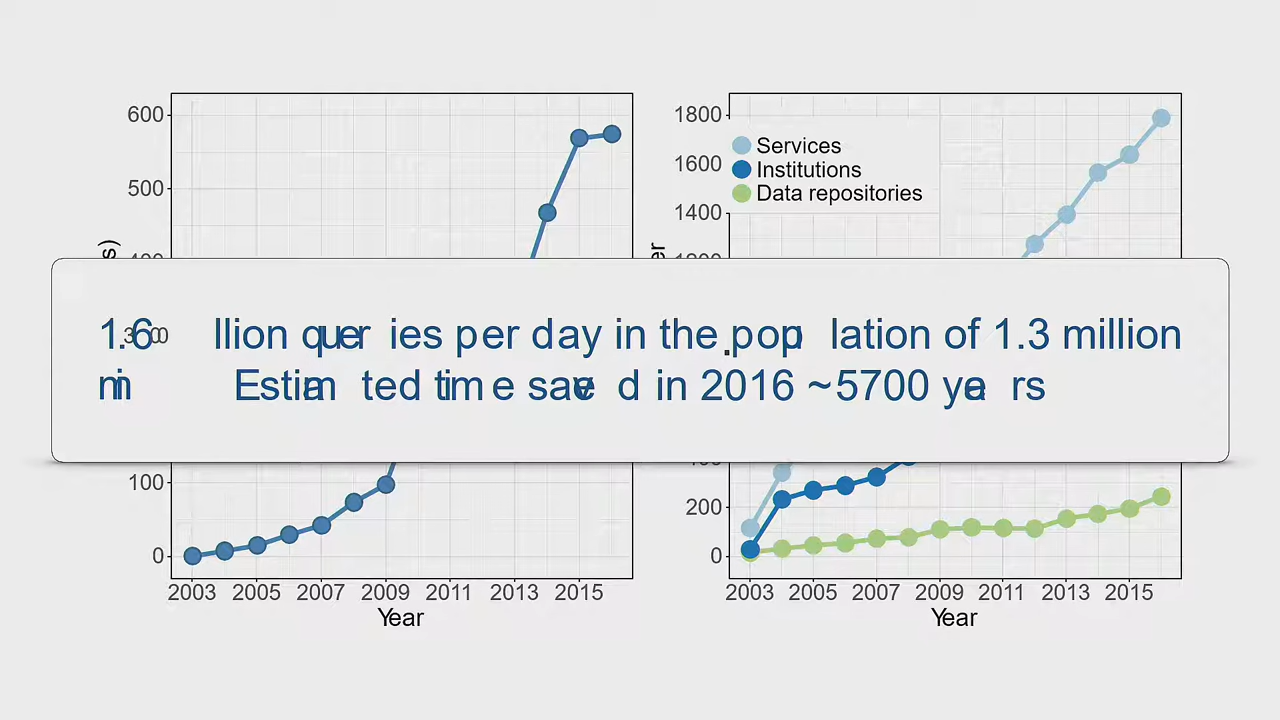 600
500
100
0
2003 2005 2007 2009 2011 2013 2015
Year
1800
1600
1400
200
0
Services
Institutions
Data repositories
2003 2005 2007 2009 2011 2013 2015
Year
1.6 million queries per day in the population of 1.3 million
Estimated time saved in 2016 ~5700 years